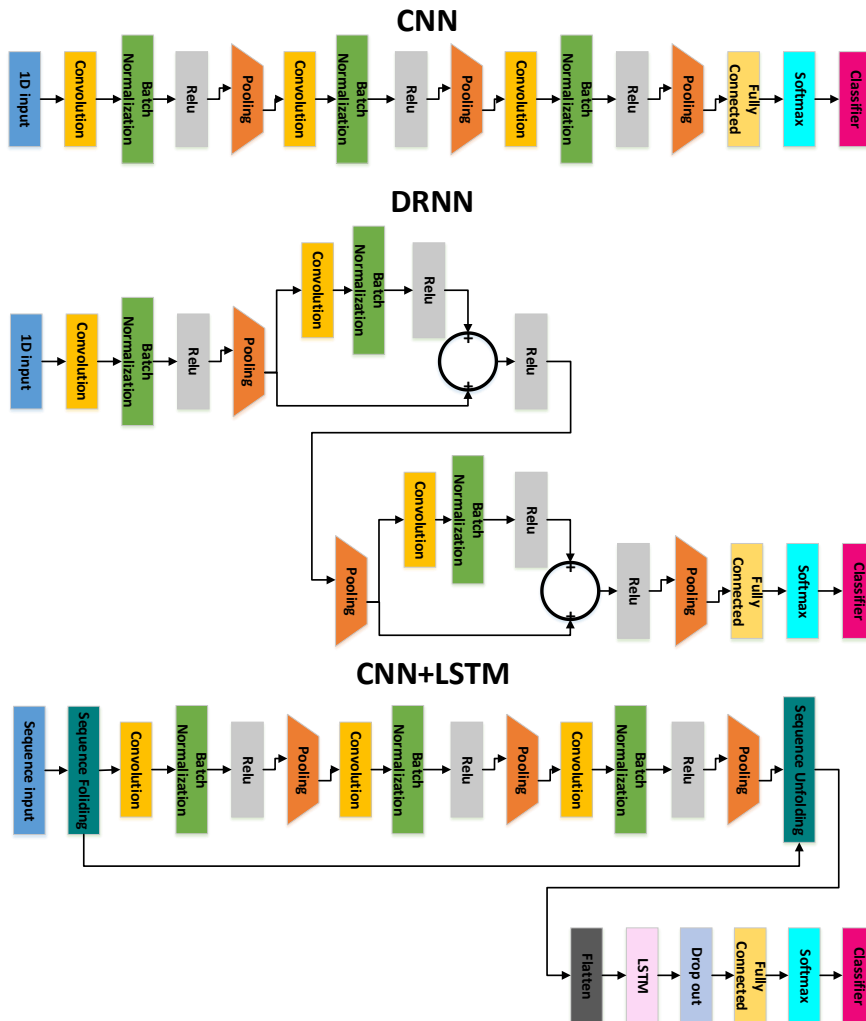 CNN
1D input
Convolution
Batch
Normalization
Relu
Pooling
Convolution
Batch
Normalization
Relu
Pooling
Convolution
Batch
Normalization
Relu
Pooling
Fully
Connected
Softmax
Classifier
DRNN
1D input
Convolution
Batch
Normalization
Relu
Pooling
Convolution
Batch
Normalization
Relu
+
+
Relu
Pooling
Convolution
Batch
Normalization
Relu
+
+
Relu
Pooling
Fully
Connected
Softmax
Classifier
CNN+LSTM
Sequence input
Sequence Foliding
Convolution
Batch
Normalization
Relu
Pooling
Convolution
Batch
Normalization
Relu
Pooling
Convolution
Batch
Normalization
Relu
Pooling
Sequence Unfolding
Flatten
LSTM
Drop out
Fully
Connected
Softmax
Classifier